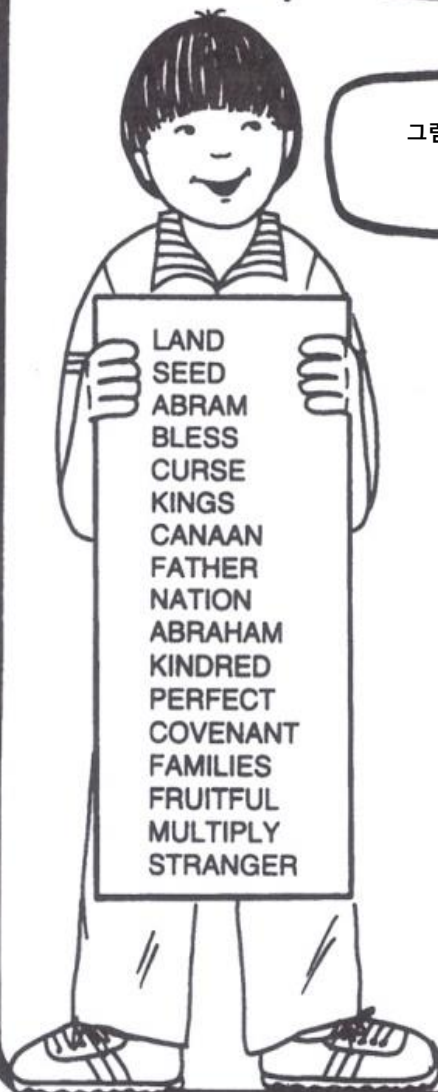 그림
LAND
SEED
ABRAM
BLESS
CURSE
KINGS
CANAAN
FATHER
NATION
ABRAHAM
KINDRED
PERFECT
COVENANT
FAMILIES
FRUITFUL
MULTIPLY
STRANGER